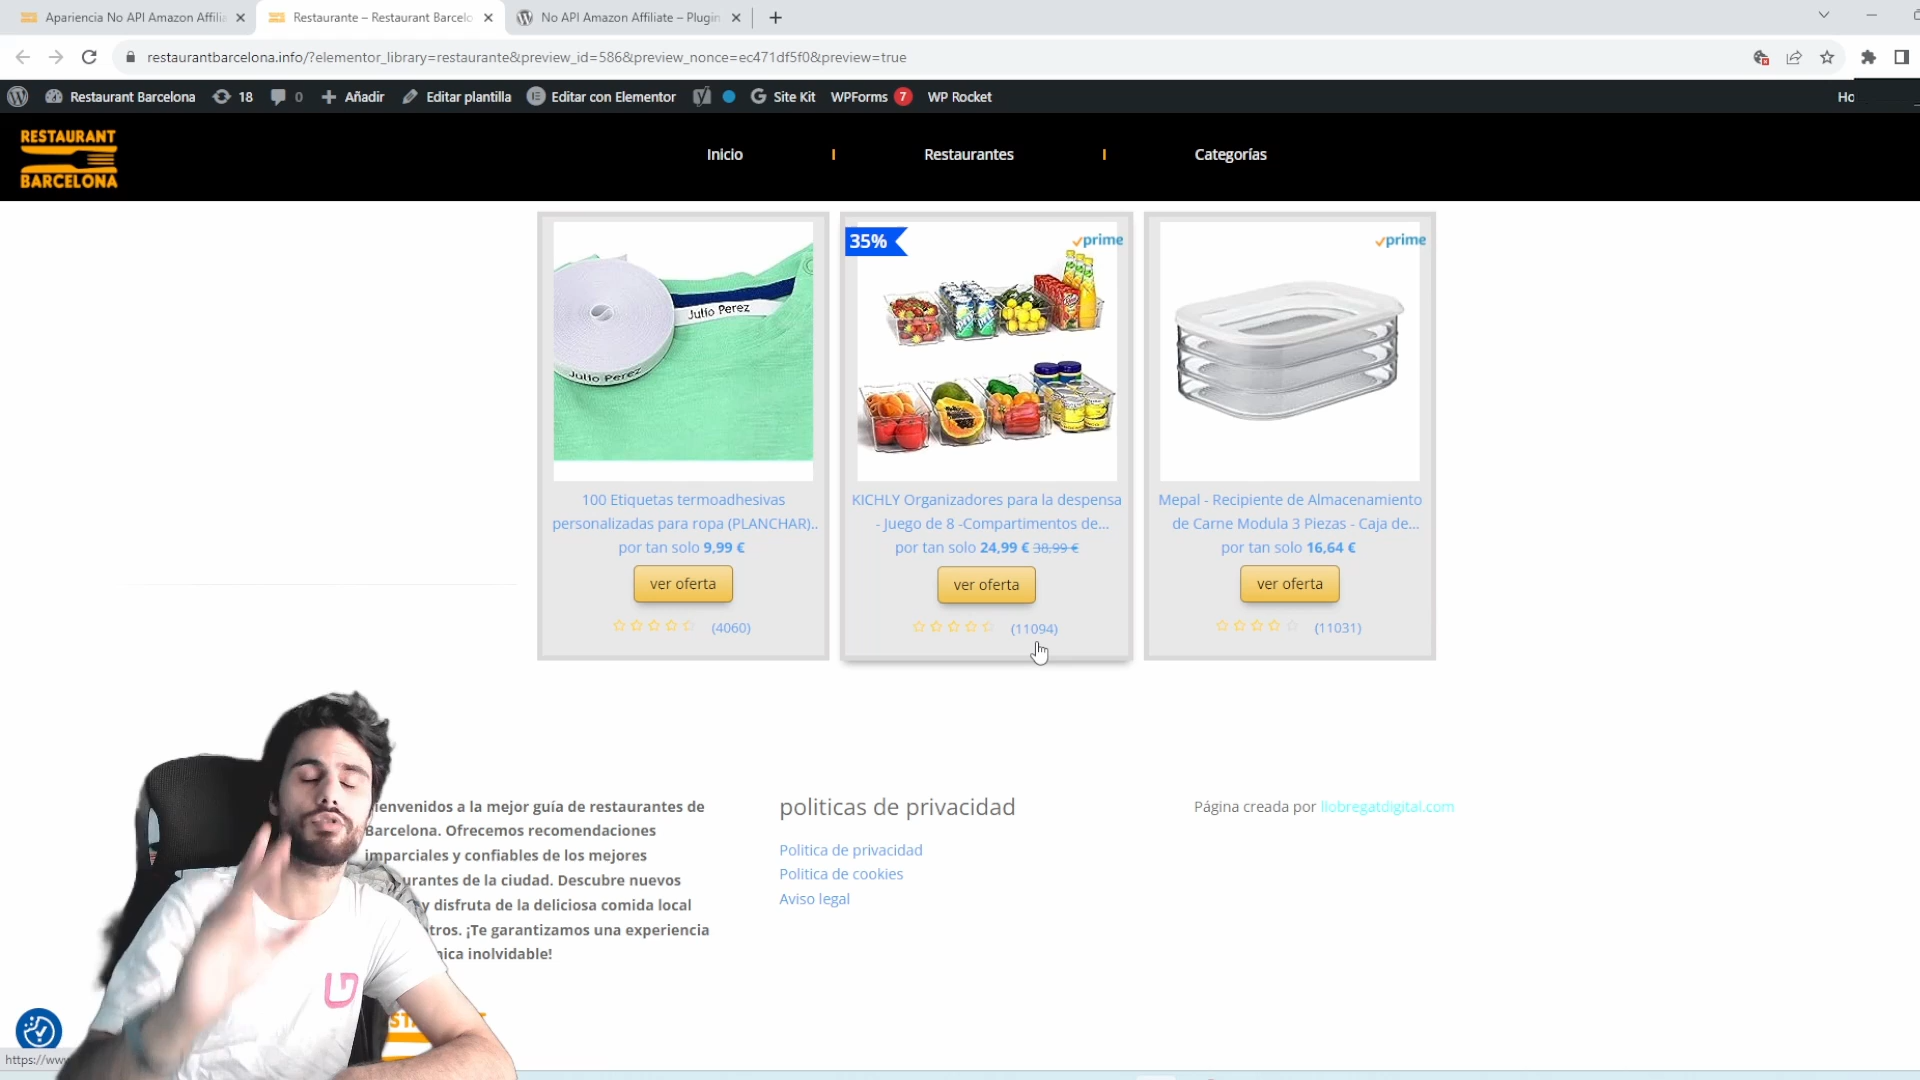 Apariencia No API Amazon Affilia
Restaurante – Restaurant Barcelo
No API Amazon Affiliate – Plugin
restaurantbarcelona.info/?elementor_library=restaurante&preview_id=586&preview_nonce=ec471df5f0&preview=true
Restaurant Barcelona 18 0 Añadir Editar plantilla Editar con Elementor Site Kit WPForms 7 WP Rocket Ho
RESTAURANT
BARCELONA
Inicio
Restaurantes
Categorías
35%
prime
prime
Julio Perez
Julio Perez
100 Etiquetas termoadhesivas
personalizadas para ropa (PLANCHAR)..
por tan solo 9,99 €
ver oferta
(4060)
KICHLY Organizadores para la despensa
- Juego de 8 -Compartimentos de...
por tan solo 24,99 € 38,99 €
ver oferta
(11094)
Mepal - Recipiente de Almacenamiento
de Carne Modula 3 Piezas - Caja de...
por tan solo 16,64 €
ver oferta
(11031)
ienvenidos a la mejor guía de restaurantes de
Barcelona. Ofrecemos recomendaciones
imparciales y confiables de los mejores
urantes de la ciudad. Descubre nuevos
y disfruta de la deliciosa comida local
tros. ¡Te garantizamos una experiencia
nica inolvidable!
politicas de privacidad
Politica de privacidad
Politica de cookies
Aviso legal
Página creada por llobregatdigital.com
https://www